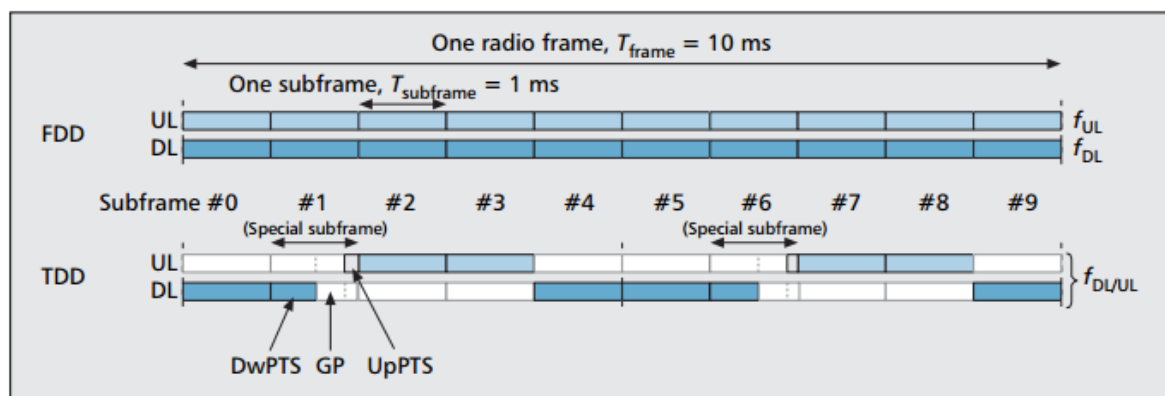 One radio frame, Tframe = 10 ms
One subframe, Tsubframe = 1 ms
FDD
UL
fUL
DL
fDL
Subframe #0 #1 #2 #3 #4 #5 #6 #7 #8 #9
(Special subframe) (Special subframe)
TDD
UL
DL
fDL/UL
DwPTS GP UpPTS